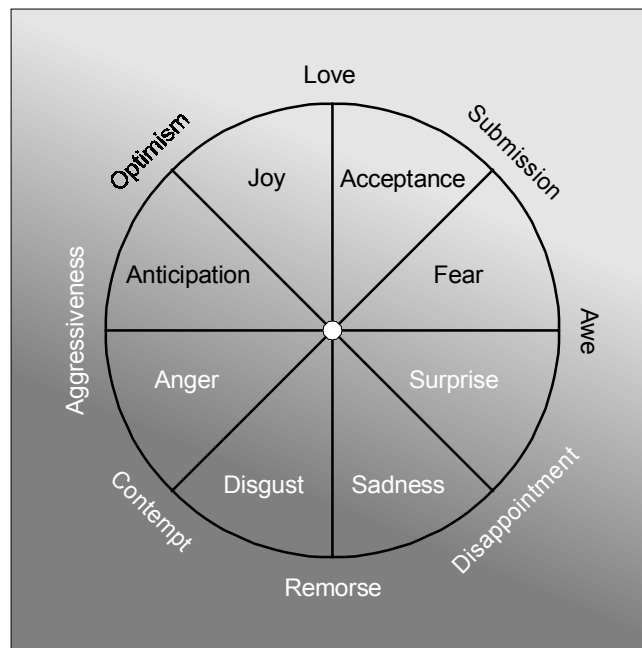 Love
Optimism
Submission
Joy
Acceptance
Anticipation
Fear
Aggressiveness
Awe
Anger
Surprise
Disgust
Sadness
Contempt
Disappointment
Remorse